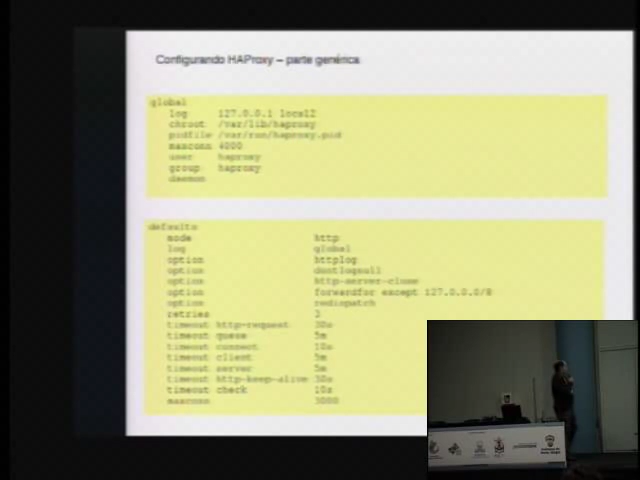 Configurando HAProxy – parte genérica
global
log 127.0.0.1 local2
chroot /var/lib/haproxy
pidfile /var/run/haproxy.pid
maxconn 4000
user haproxy
group haproxy
daemon
defaults
mode http
log global
option httplog
option dontlognull
option http-server-close
option forwardfor except 127.0.0.0/8
option redispatch
retries 3
timeout http-request 30s
timeout queue 5m
timeout connect 10s
timeout client 5m
timeout server 5m
timeout http-keep-alive 30s
timeout check 10s
maxconn 3000